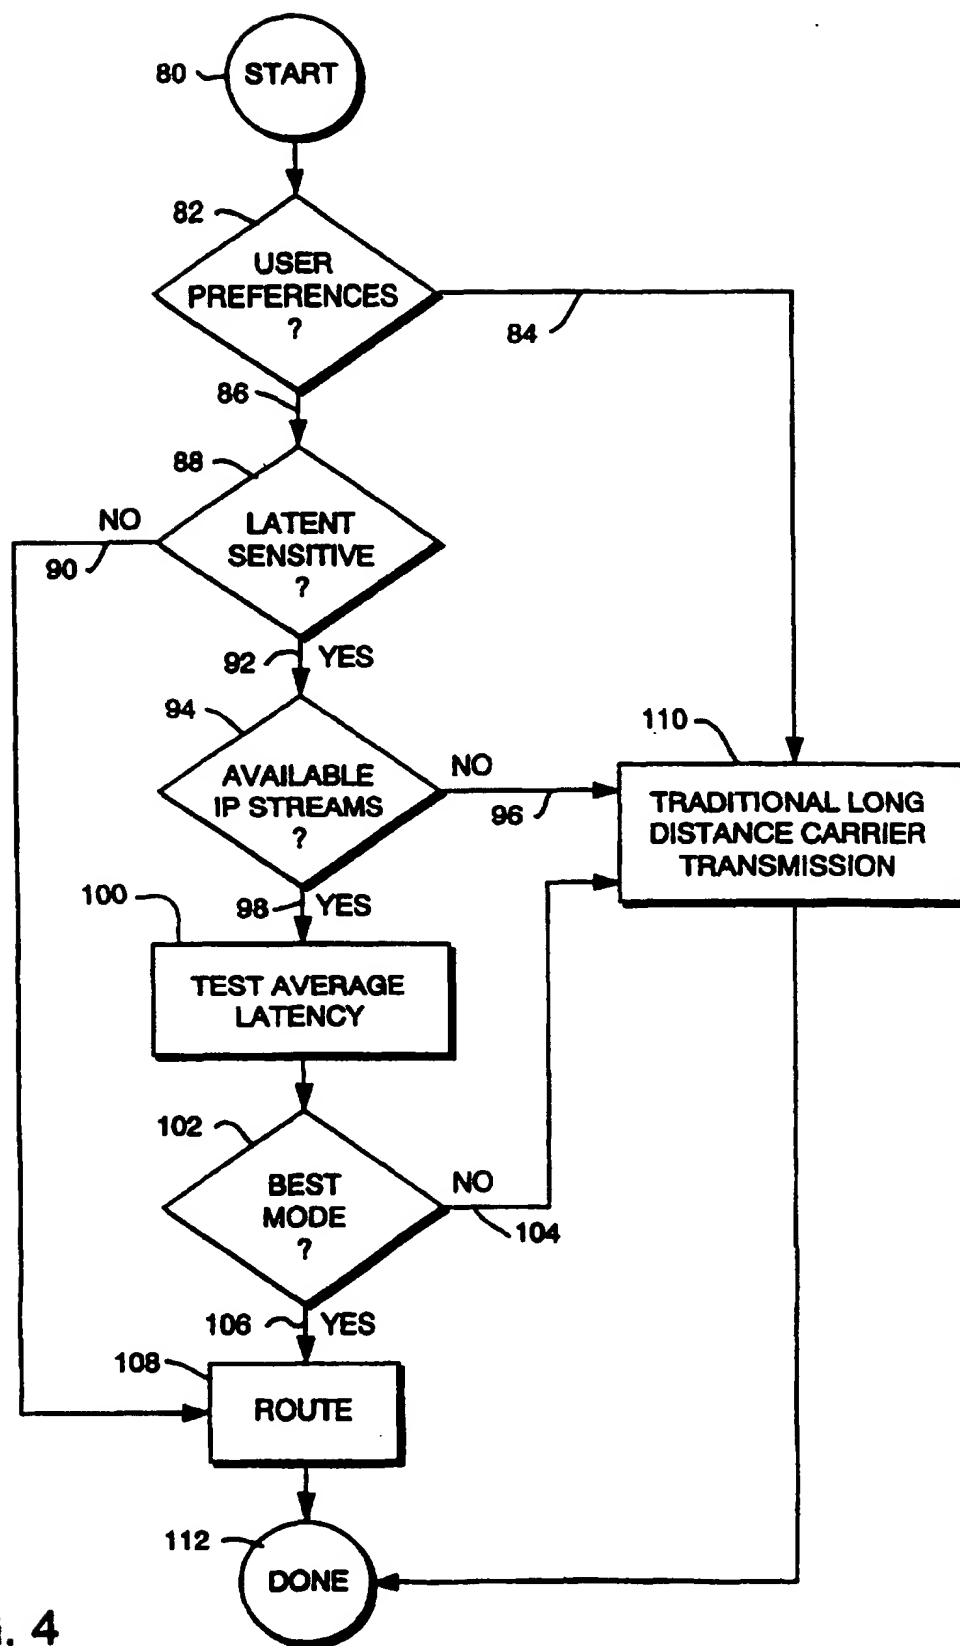 80
START
82
USER
PREFERENCES
?
84
86
88
NO
LATENT
SENSITIVE
?
90
92
YES
94
110
AVAILABLE
IP STREAMS
?
NO
96
TRADITIONAL LONG
DISTANCE CARRIER
TRANSMISSION
100
98
YES
TEST AVERAGE
LATENCY
102
BEST
MODE
?
NO
104
106
YES
108
ROUTE
112
DONE
4